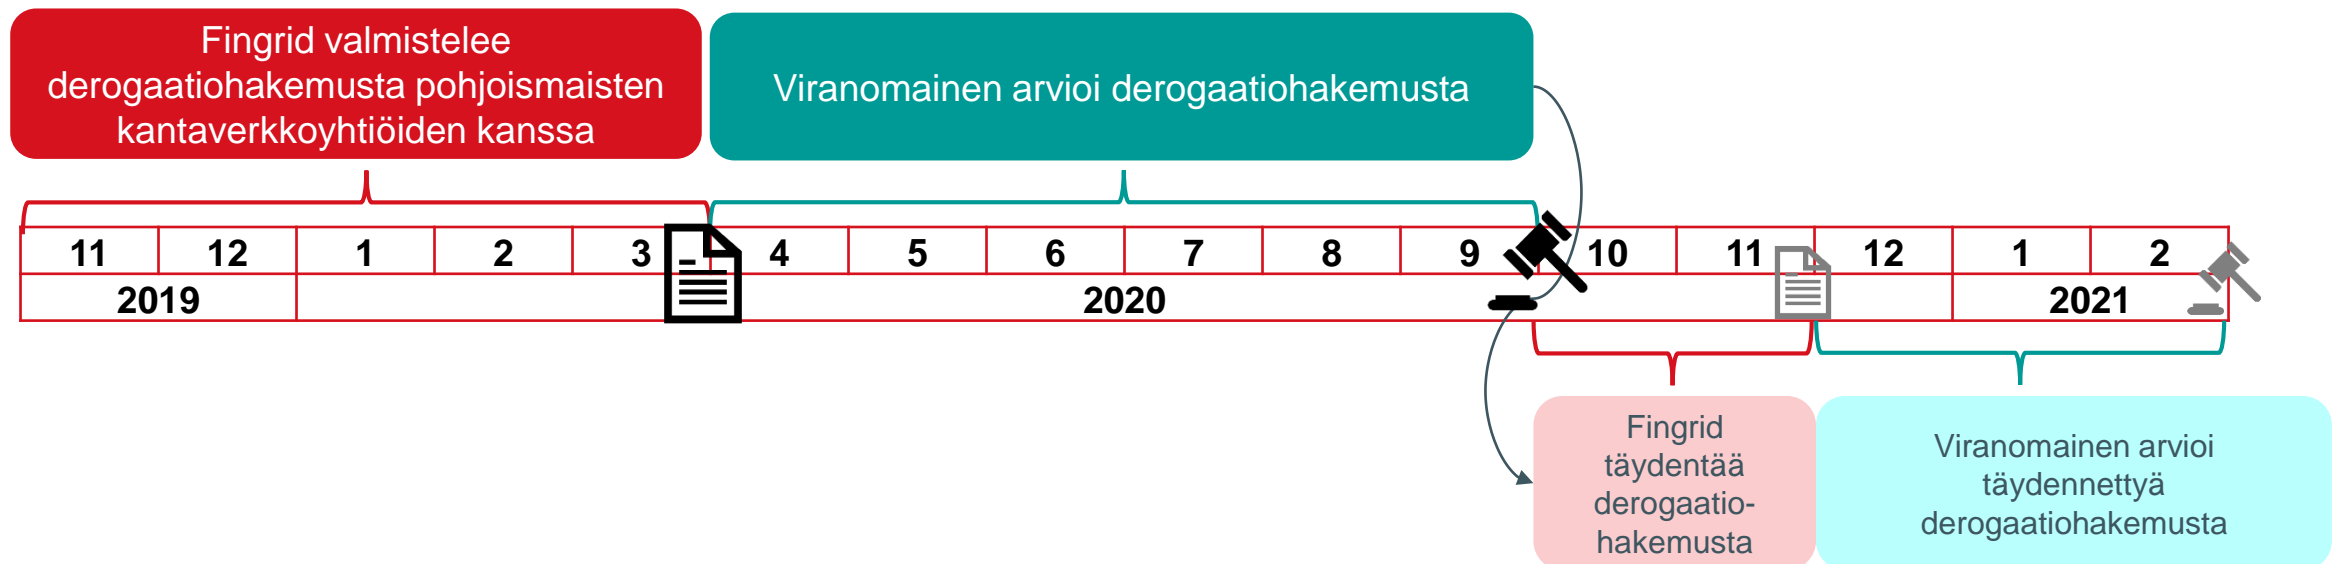 Fingrid valmistelee
derogaatiohakemusta pohjoismaisten
kantaverkkoyhtiöiden kanssa
Viranomainen arvioi derogaatiohakemusta
11 12 1 2 3 4 5 6 7 8 9 10 11 12 1 2
2019 2020 2021
Fingrid
täydentää
derogaatio-
hakemusta
Viranomainen arvioi
täydennettyä
derogaatiohakemusta